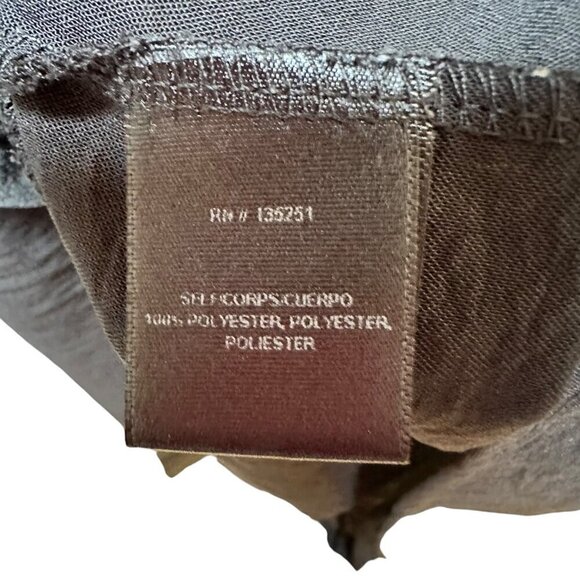 RN # 135251
SELF/CORPS/CUERPO
100% POLYESTER, POLYESTER,
POLIESTER